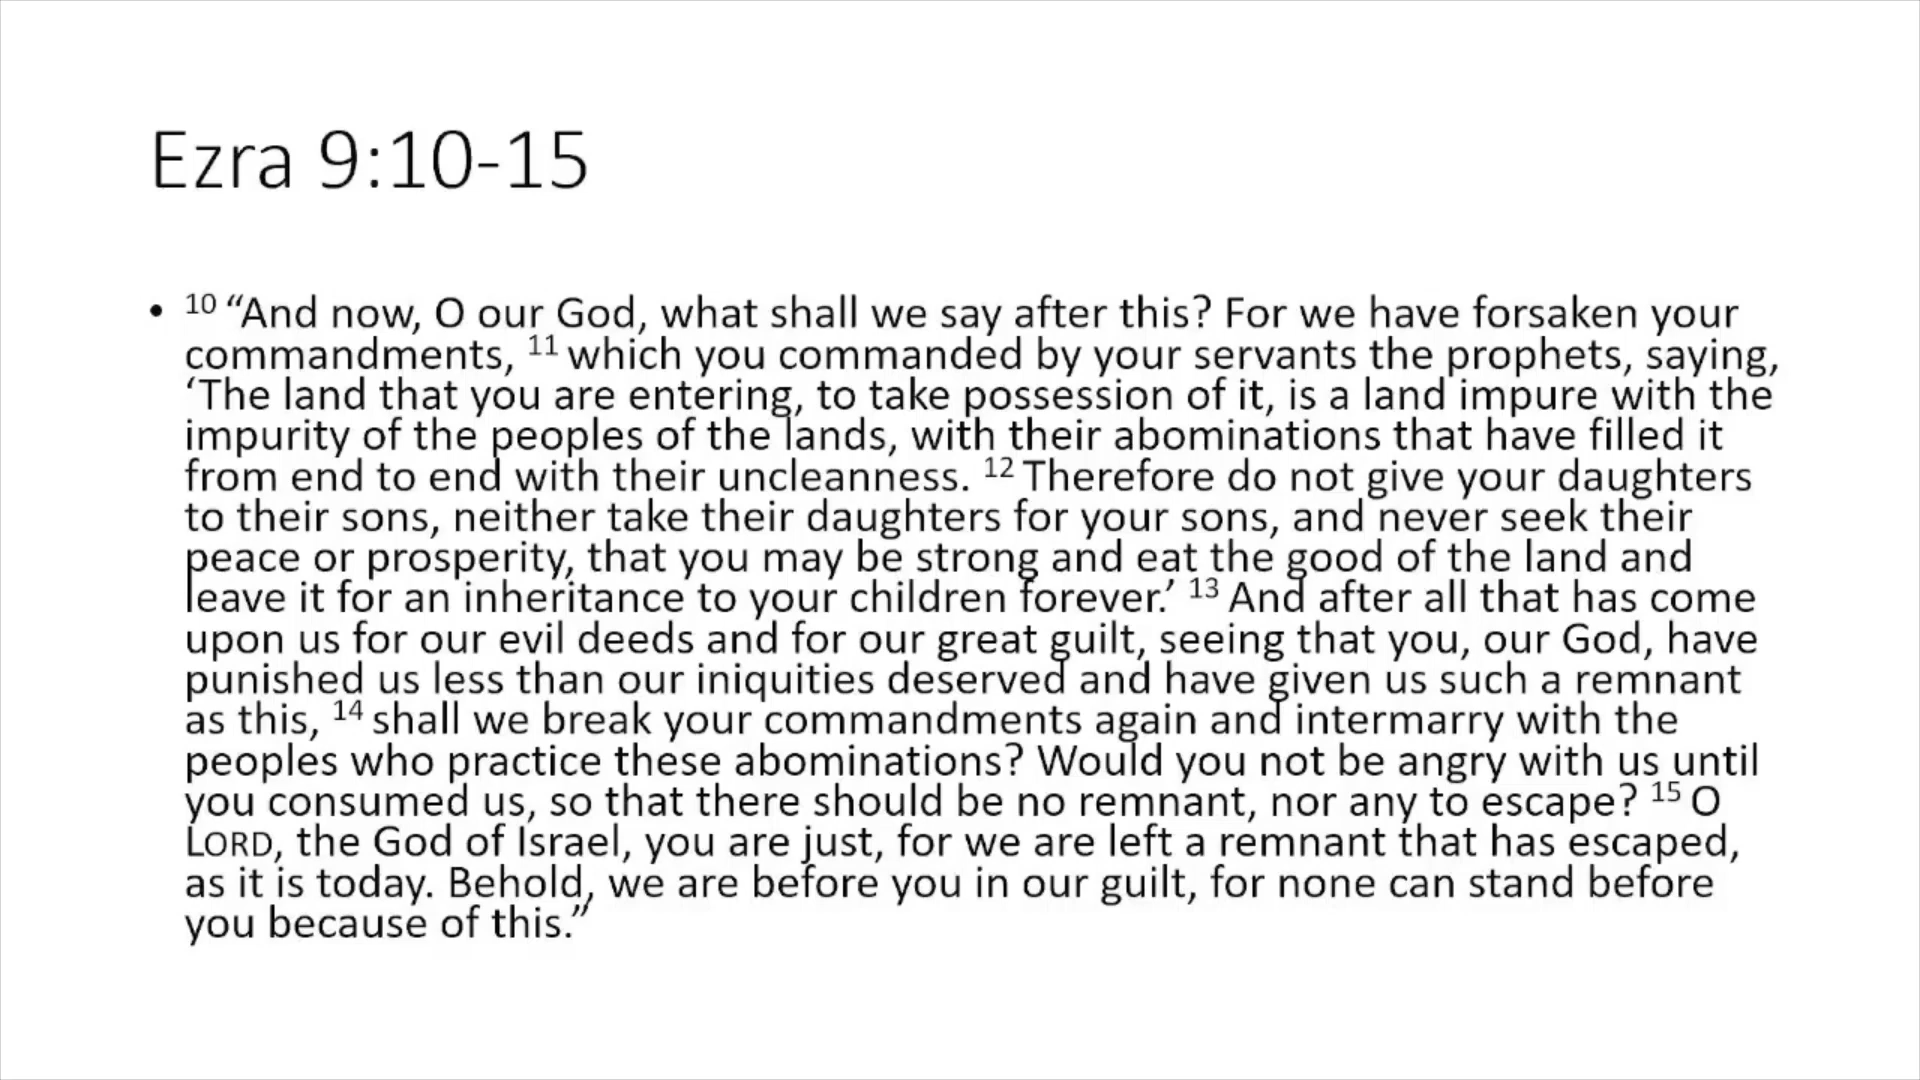 Ezra 9:10-15
• 10 “And now, O our God, what shall we say after this? For we have forsaken your
commandments, 11 which you commanded by your servants the prophets, saying,
‘The land that you are entering, to take possession of it, is a land impure with the
impurity of the peoples of the lands, with their abominations that have filled it
from end to end with their uncleanness. 12 Therefore do not give your daughters
to their sons, neither take their daughters for your sons, and never seek their
peace or prosperity, that you may be strong and eat the good of the land and
leave it for an inheritance to your children forever.’ 13 And after all that has come
upon us for our evil deeds and for our great guilt, seeing that you, our God, have
punished us less than our iniquities deserved and have given us such a remnant
as this, 14 shall we break your commandments again and intermarry with the
peoples who practice these abominations? Would you not be angry with us until
you consumed us, so that there should be no remnant, nor any to escape? 15 O
LORD, the God of Israel, you are just, for we are left a remnant that has escaped,
as it is today. Behold, we are before you in our guilt, for none can stand before
you because of this.”